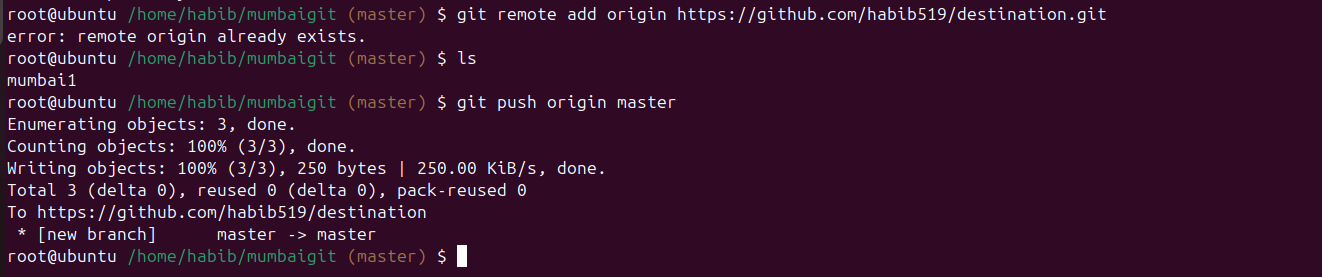 root@ubuntu /home/habib/mumbaigit (master) $ git remote add origin https://github.com/habib519/destination.git
error: remote origin already exists.
root@ubuntu /home/habib/mumbaigit (master) $ ls
mumbai1
root@ubuntu /home/habib/mumbaigit (master) $ git push origin master
Enumerating objects: 3, done.
Counting objects: 100% (3/3), done.
Writing objects: 100% (3/3), 250 bytes | 250.00 KiB/s, done.
Total 3 (delta 0), reused 0 (delta 0), pack-reused 0
To https://github.com/habib519/destination
 * [new branch]      master -> master
root@ubuntu /home/habib/mumbaigit (master) $